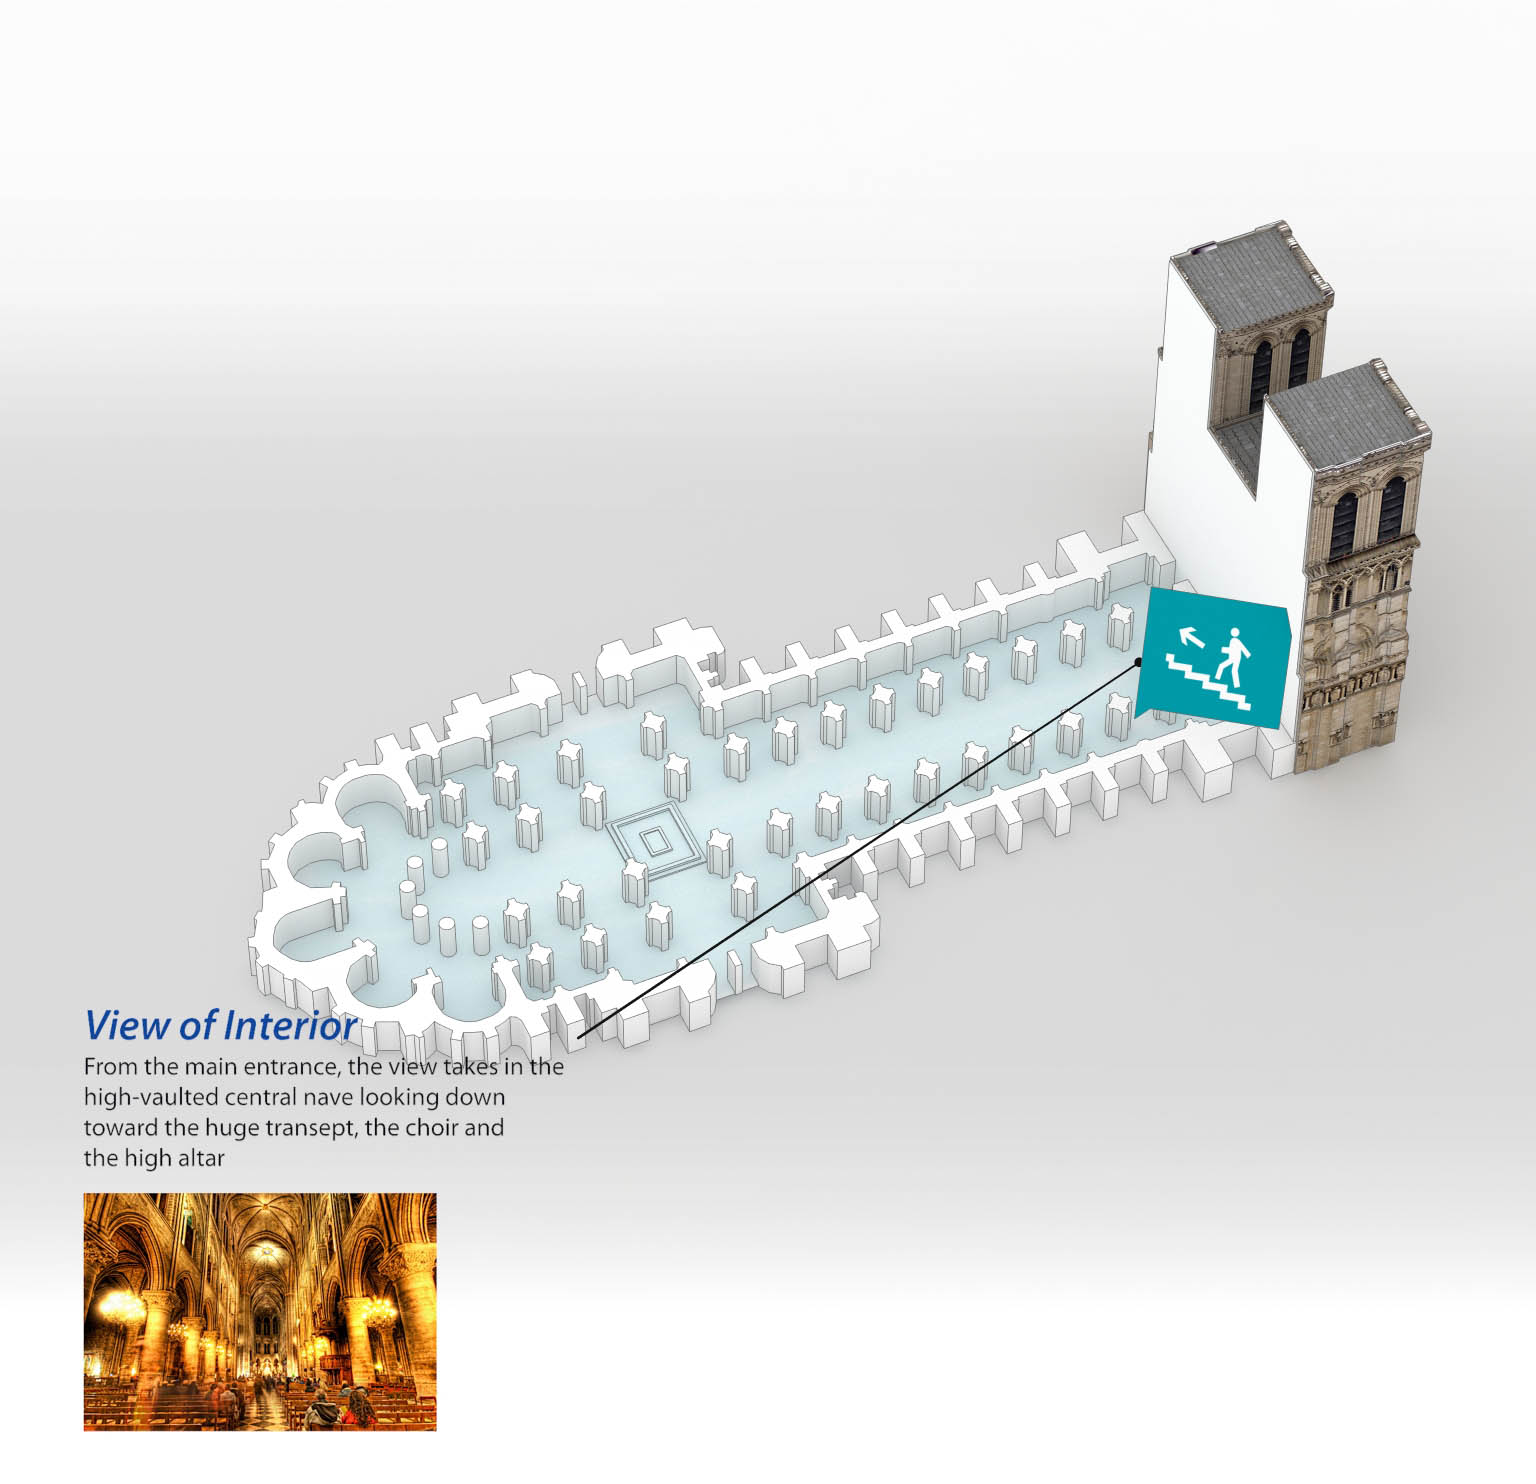 View of Interior
From the main entrance, the view takes in the
high-vaulted central nave looking down
toward the huge transept, the choir and
the high altar